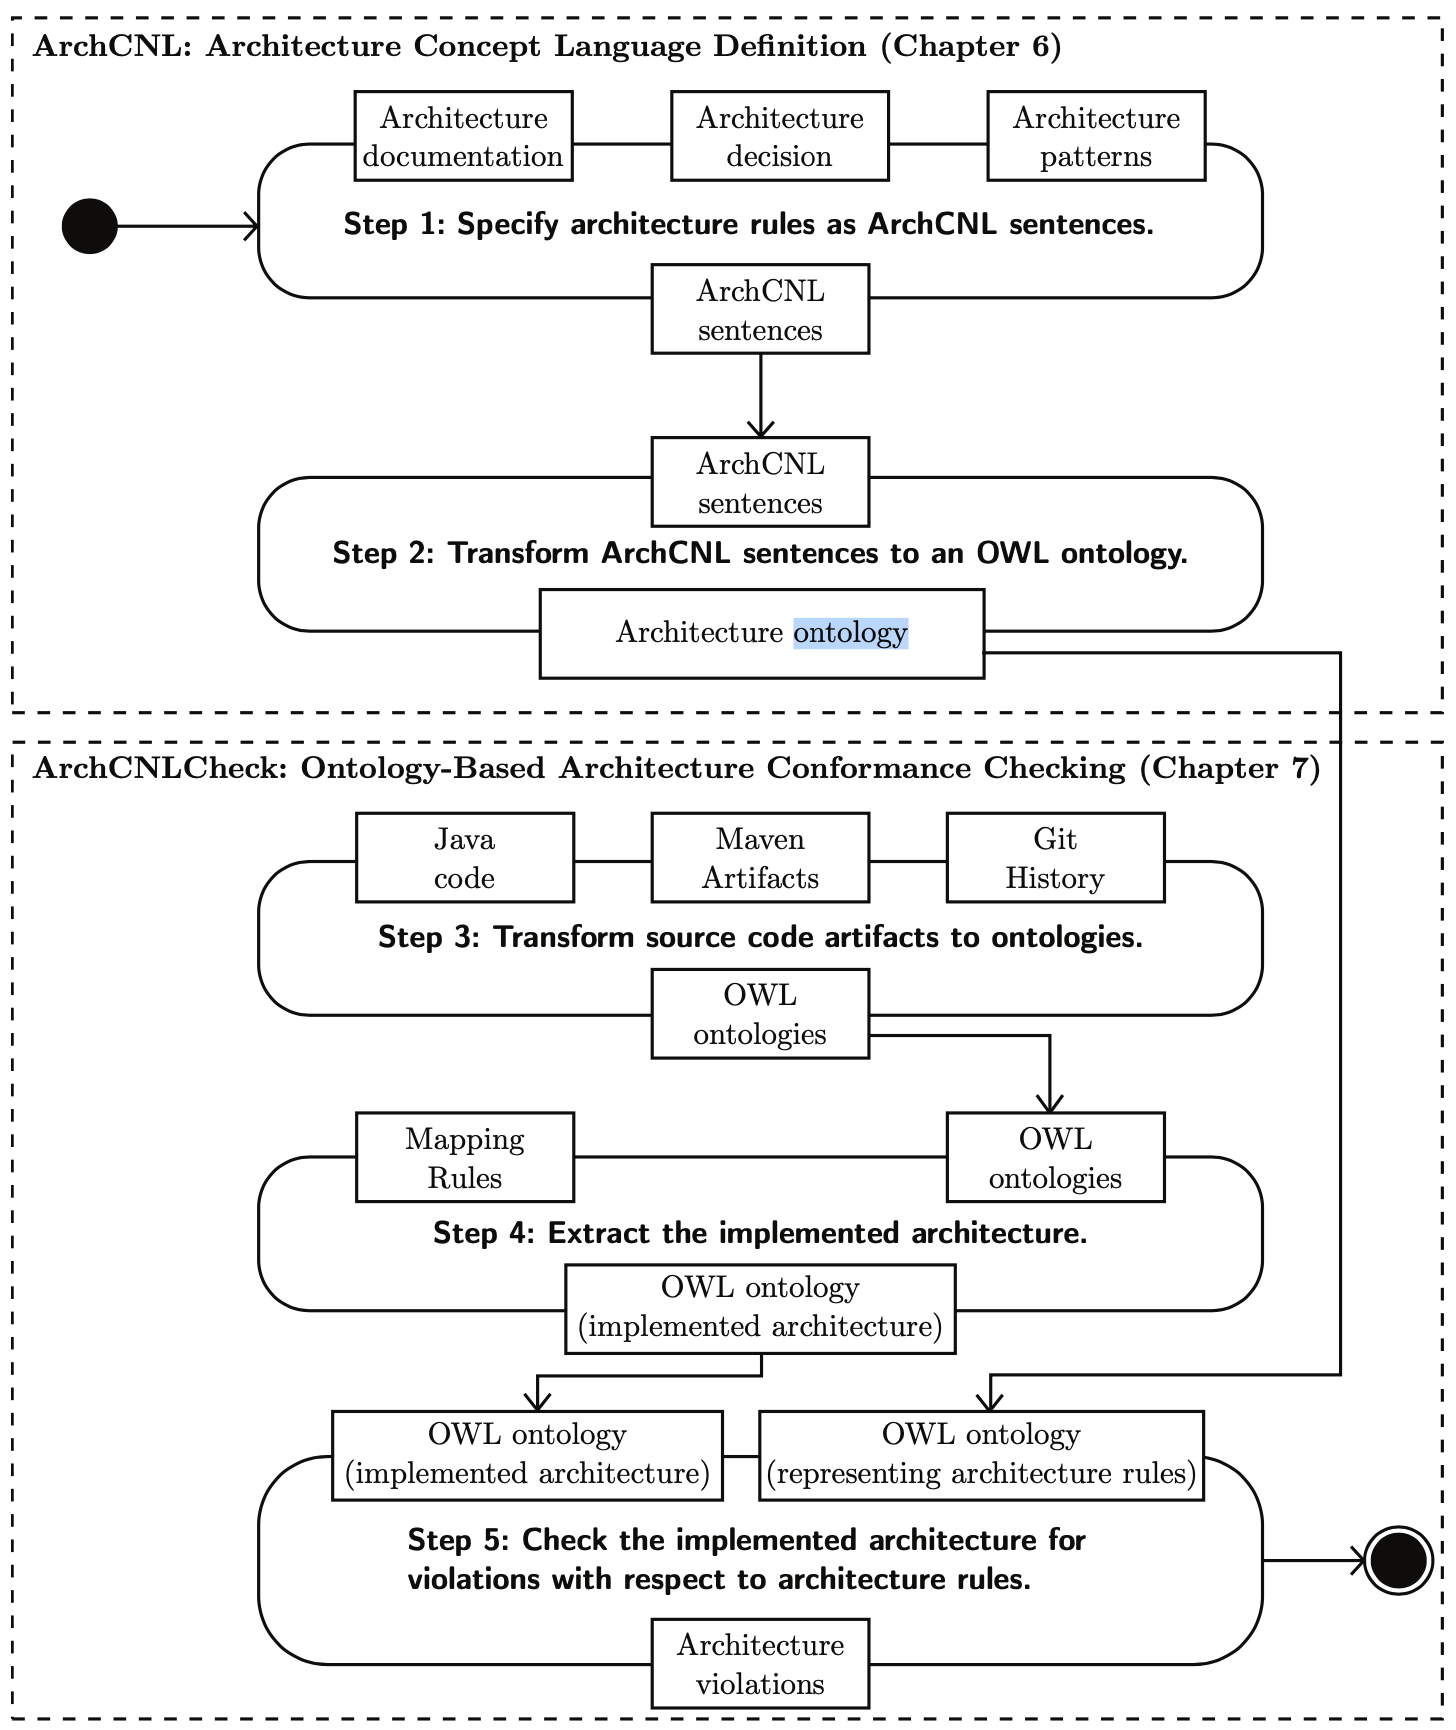 ArchCNL: Architecture Concept Language Definition (Chapter 6)
Architecture
documentation
Architecture
decision
Architecture
patterns
Step 1: Specify architecture rules as ArchCNL sentences.
ArchCNL
sentences
ArchCNL
sentences
Step 2: Transform ArchCNL sentences to an OWL ontology.
Architecture ontology
ArchCNLCheck: Ontology-Based Architecture Conformance Checking (Chapter 7)
Java
code
Maven
Artifacts
Git
History
Step 3: Transform source code artifacts to ontologies.
OWL
ontologies
Mapping
Rules
OWL
ontologies
Step 4: Extract the implemented architecture.
OWL ontology
(implemented architecture)
OWL ontology
(implemented architecture)
OWL ontology
(representing architecture rules)
Step 5: Check the implemented architecture for
violations with respect to architecture rules.
Architecture
violations